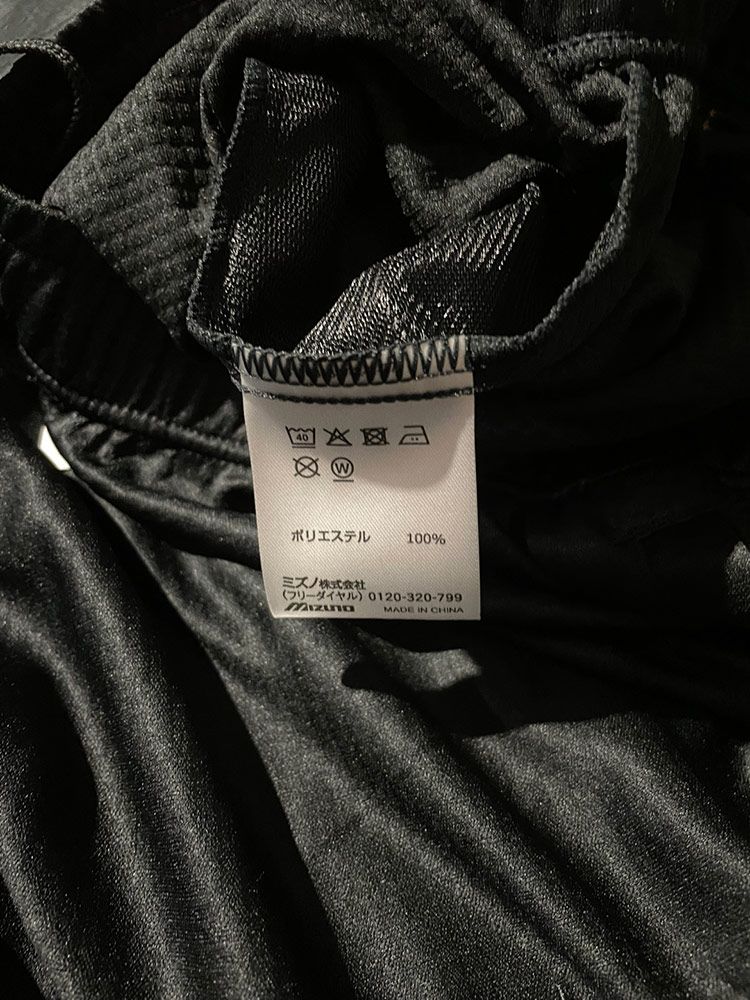 40
W
ポリエステル 100%
ミズノ株式会社
(フリーダイヤル) 0120-320-799
MIZUNO MADE IN CHINA